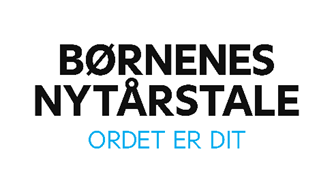 BØRNENES
NYTÅRSTALE
ORDET ER DIT